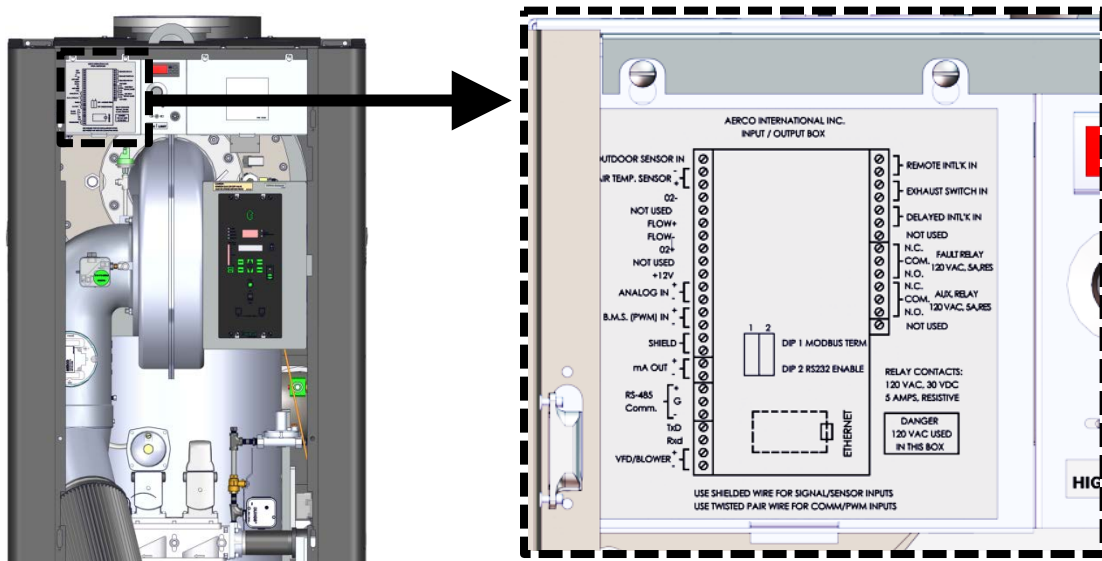 AERCO INTERNATIONAL INC.
INPUT / OUTPUT BOX
OUTDOOR SENSOR IN
AIR TEMP. SENSOR - +
O2-
NOT USED
FLOW+
FLOW-
O2+
NOT USED
+12V
ANALOG IN + -
B.M.S. (PWM) IN + -
SHIELD
mA OUT + -
RS-485 Comm. + G -
TxD
Rxd
VFD/BLOWER + -
REMOTE INTL'K IN
EXHAUST SWITCH IN
DELAYED INTL'K IN
NOT USED
N.C.
COM.
N.O.
FAULT RELAY
120 VAC, 5A,RES
N.C.
COM.
N.O.
AUX. RELAY
120 VAC, 5A,RES
NOT USED
1 2
DIP 1 MODBUS TERM
DIP 2 RS232 ENABLE
ETHERNET
RELAY CONTACTS:
120 VAC, 30 VDC
5 AMPS, RESISTIVE
DANGER
120 VAC USED
IN THIS BOX
USE SHIELDED WIRE FOR SIGNAL/SENSOR INPUTS
USE TWISTED PAIR WIRE FOR COMM/PWM INPUTS
HIG